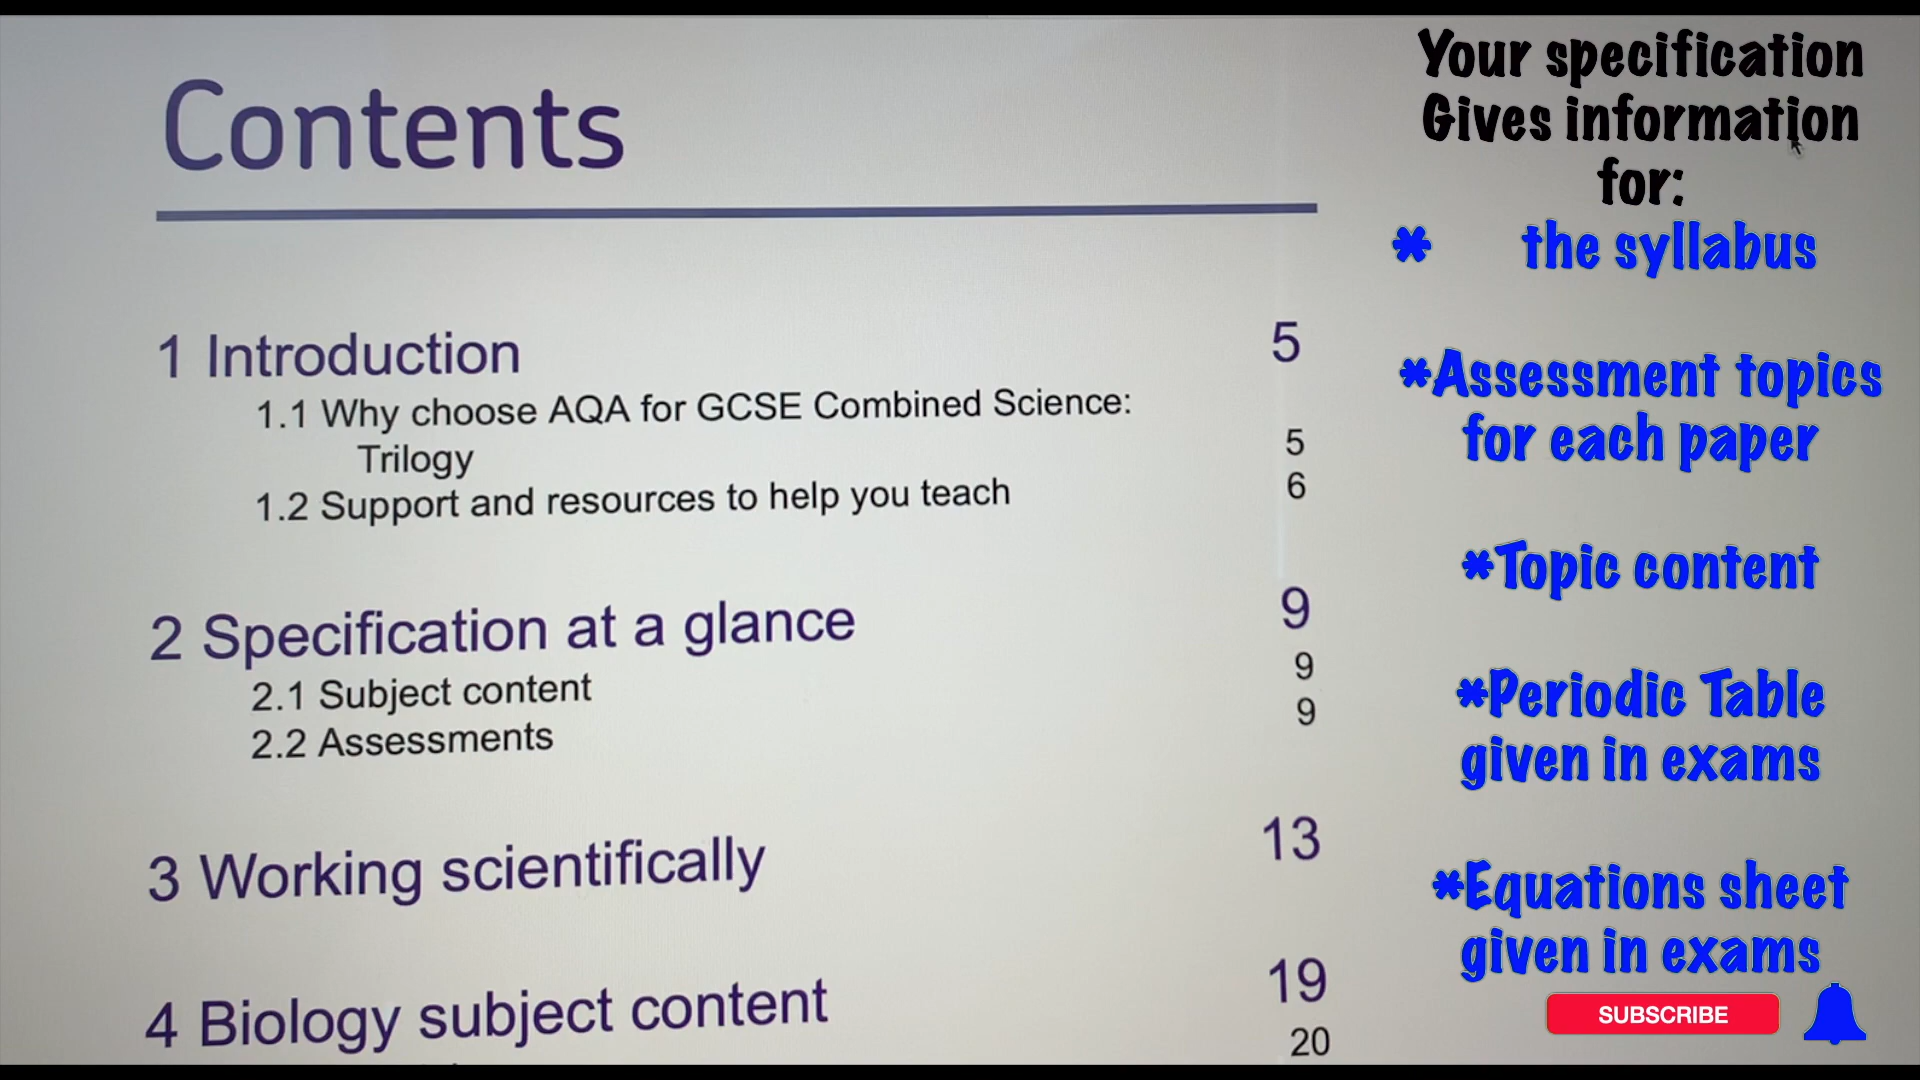 Contents
1 Introduction 5
1.1 Why choose AQA for GCSE Combined Science:
Trilogy 5
1.2 Support and resources to help you teach 6
2 Specification at a glance 9
2.1 Subject content 9
2.2 Assessments 9
3 Working scientifically 13
4 Biology subject content 19
20
Your specification
Gives information
for:
* the syllabus
*Assessment topics
for each paper
*Topic content
*Periodic Table
given in exams
*Equations sheet
given in exams
SUBSCRIBE